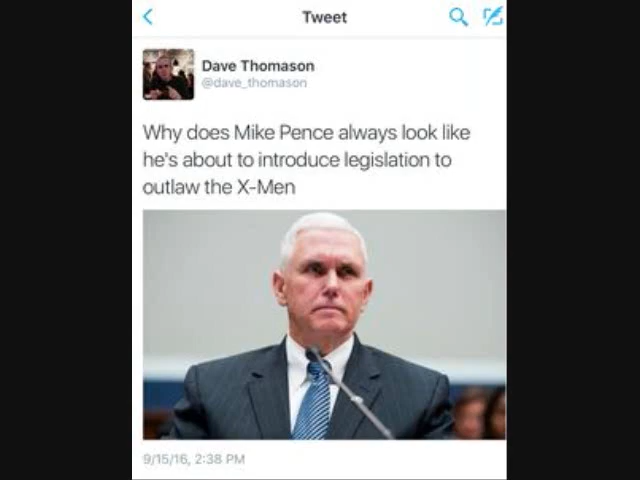 Tweet
Dave Thomason
@dave_thomason
Why does Mike Pence always look like
he's about to introduce legislation to
outlaw the X-Men
9/15/16, 2:38 PM